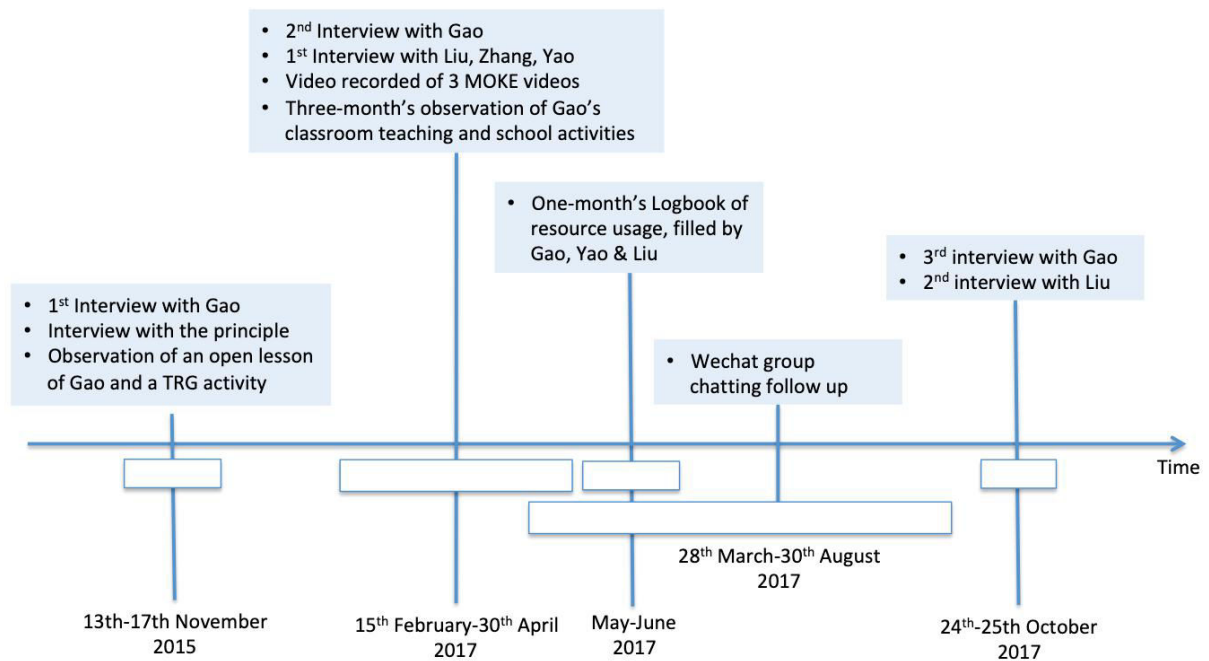 • 2nd Interview with Gao
• 1st Interview with Liu, Zhang, Yao
• Video recorded of 3 MOKE videos
• Three-month's observation of Gao's
classroom teaching and school activities
• One-month's Logbook of
resource usage, filled by
Gao, Yao & Liu
• 3rd interview with Gao
• 2nd interview with Liu
• 1st Interview with Gao
• Interview with the principle
• Observation of an open lesson
of Gao and a TRG activity
• Wechat group
chatting follow up
Time
28th March-30th August
2017
13th-17th November
2015
15th February-30th April
2017
May-June
2017
24th-25th October
2017